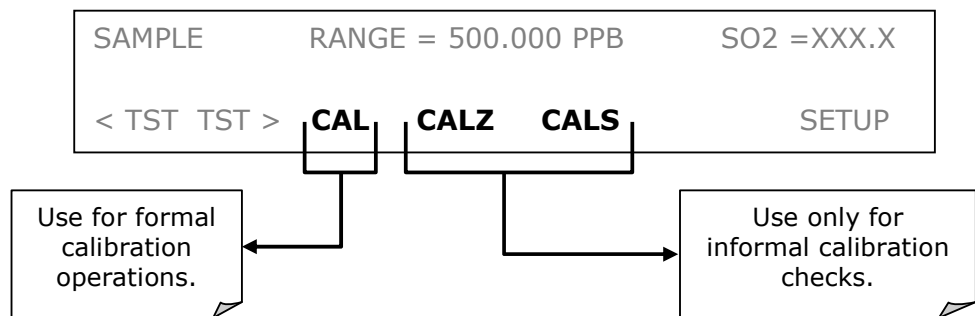 SAMPLE RANGE = 500.000 PPB SO2 =XXX.X
< TST TST > CAL CALZ CALS SETUP
Use for formal
calibration
operations.
Use only for
informal calibration
checks.